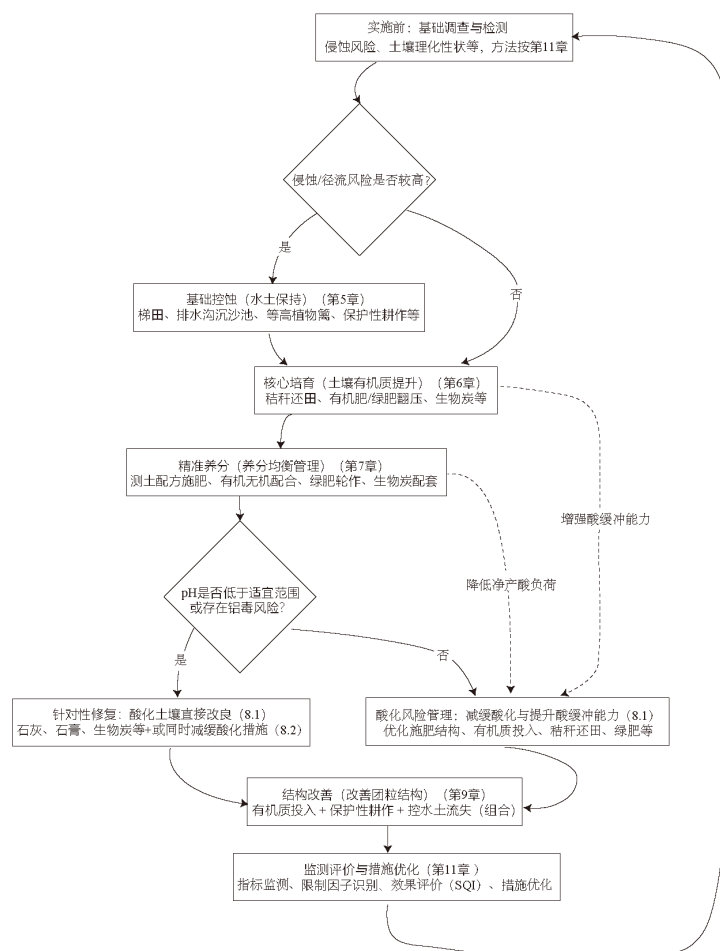 实施前：基础调查与检测
侵蚀风险、土壤理化性状等，方法按第11章
侵蚀/径流风险是否较高？
是
否
基础控蚀（水土保持）（第5章）
梯田、排水沟沉沙池、等高植物篱、保护性耕作等
核心培育（土壤有机质提升）（第6章）
秸秆还田、有机肥/绿肥翻压、生物炭等
精准养分（养分均衡管理）（第7章）
测土配方施肥、有机无机配合、绿肥轮作、生物炭配套
增强酸缓冲能力
降低净产酸负荷
pH是否低于适宜范围
或存在铝毒风险？
是
否
针对性修复：酸化土壤直接改良（8.1）
石灰、石膏、生物炭等+或同时减缓酸化措施（8.2）
酸化风险管理：减缓酸化与提升酸缓冲能力（8.1）
优化施肥结构、有机质投入、秸秆还田、绿肥等
结构改善（改善团粒结构）（第9章）
有机质投入 + 保护性耕作 + 控水土流失（组合）
监测评价与措施优化（第11章 ）
指标监测、限制因子识别、效果评价（SQI）、措施优化